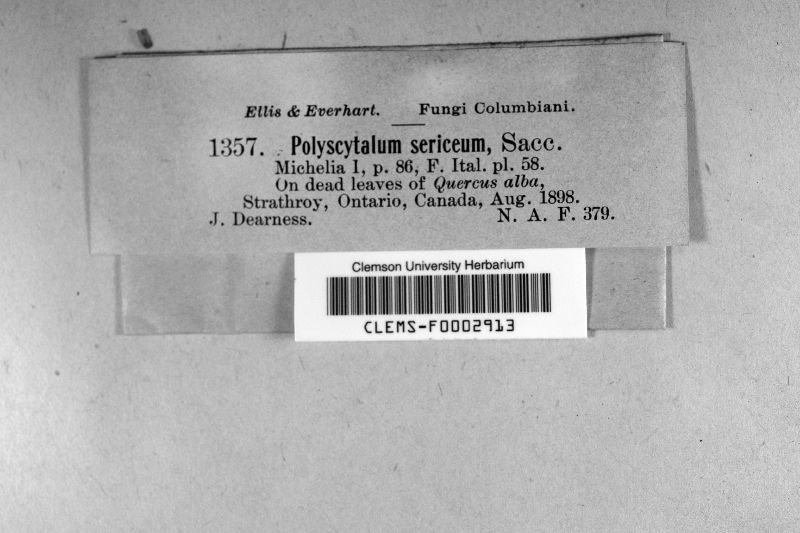 Ellis & Everhart. Fungi Columbiani.
1357. Polyscytalum sericeum, Sacc.
Michelia I, p. 86, F. Ital. pl. 58.
On dead leaves of Quercus alba,
Strathroy, Ontario, Canada, Aug. 1898.
J. Dearness. N. A. F. 379.
Clemson University Herbarium
CLEMS-F0002913